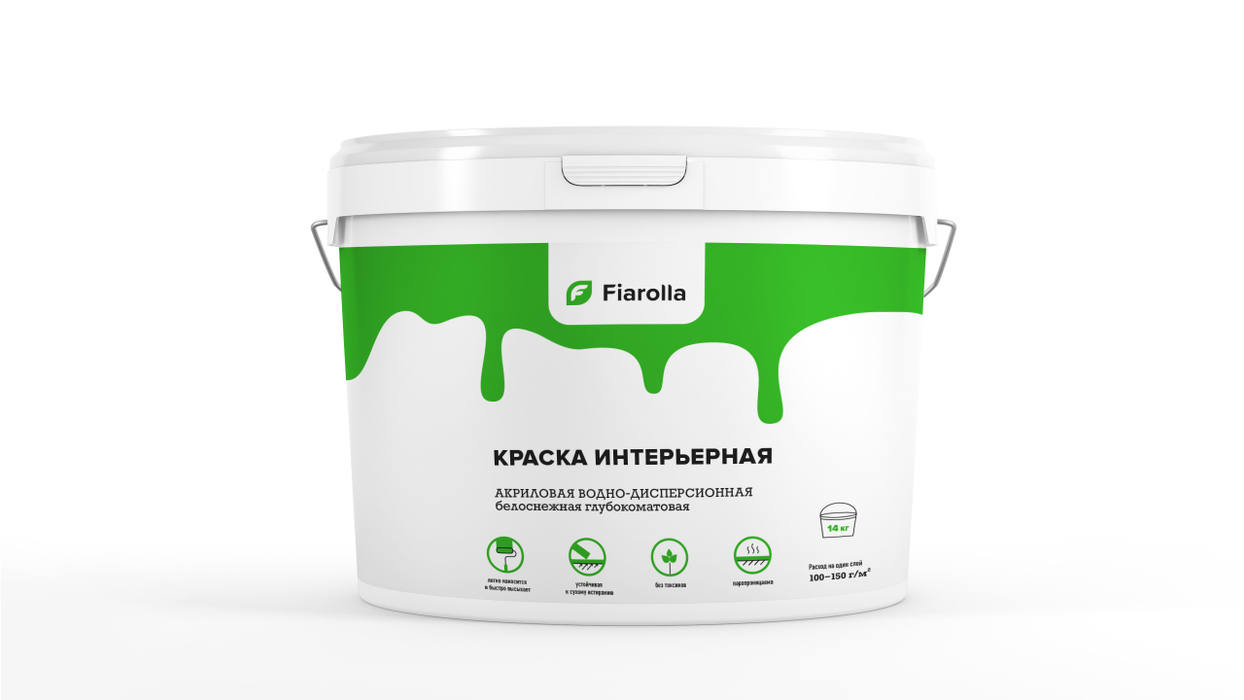 Fiarolla
КРАСКА ИНТЕРЬЕРНАЯ
АКРИЛОВАЯ ВОДНО-ДИСПЕРСИОННАЯ
белоснежная глубокоматовая
14 кг
легко наносится
и быстро высыхает
устойчивая
к сухому истиранию
без токсинов
паропроницаема
Расход на один слой
100–150 г/м²